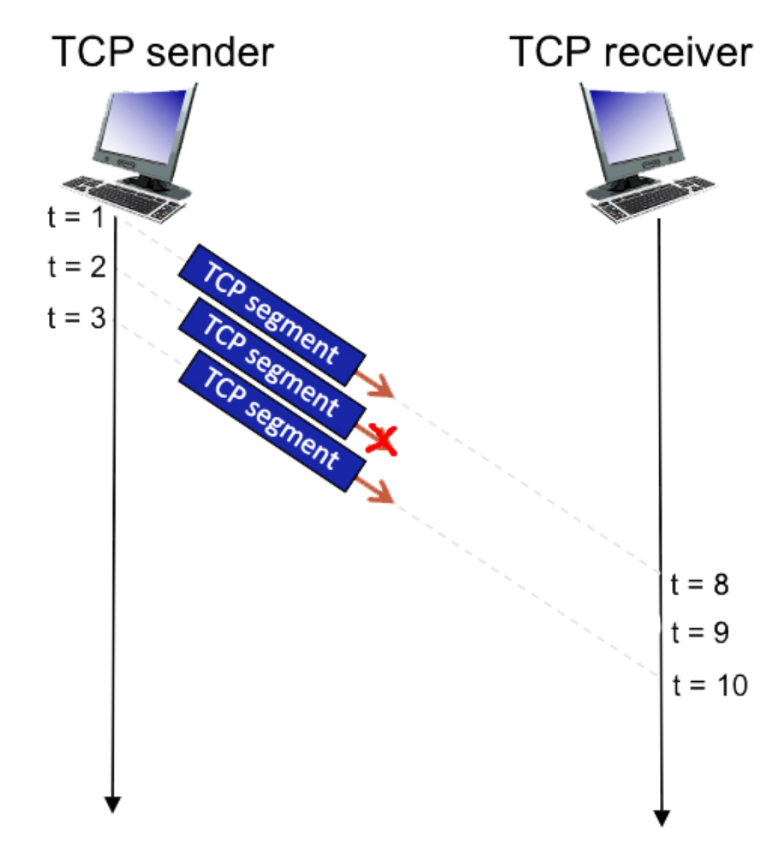 TCP sender
TCP receiver
t = 1
t = 2
t = 3
TCP segment
TCP segment
TCP segment
t = 8
t = 9
t = 10